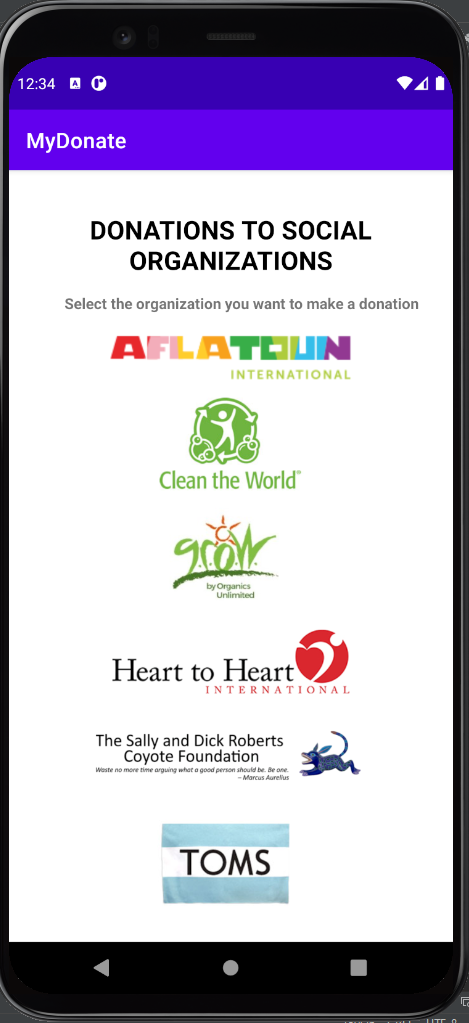 12:34
MyDonate
DONATIONS TO SOCIAL
ORGANIZATIONS
Select the organization you want to make a donation
AFLATOUN
INTERNATIONAL
Clean the World®
g.r.o.W
by Organics
Unlimited
Heart to Heart
INTERNATIONAL
The Sally and Dick Roberts
Coyote Foundation
Waste no more time arguing what a good person should be. Be one.
– Marcus Aurelius
TOMS